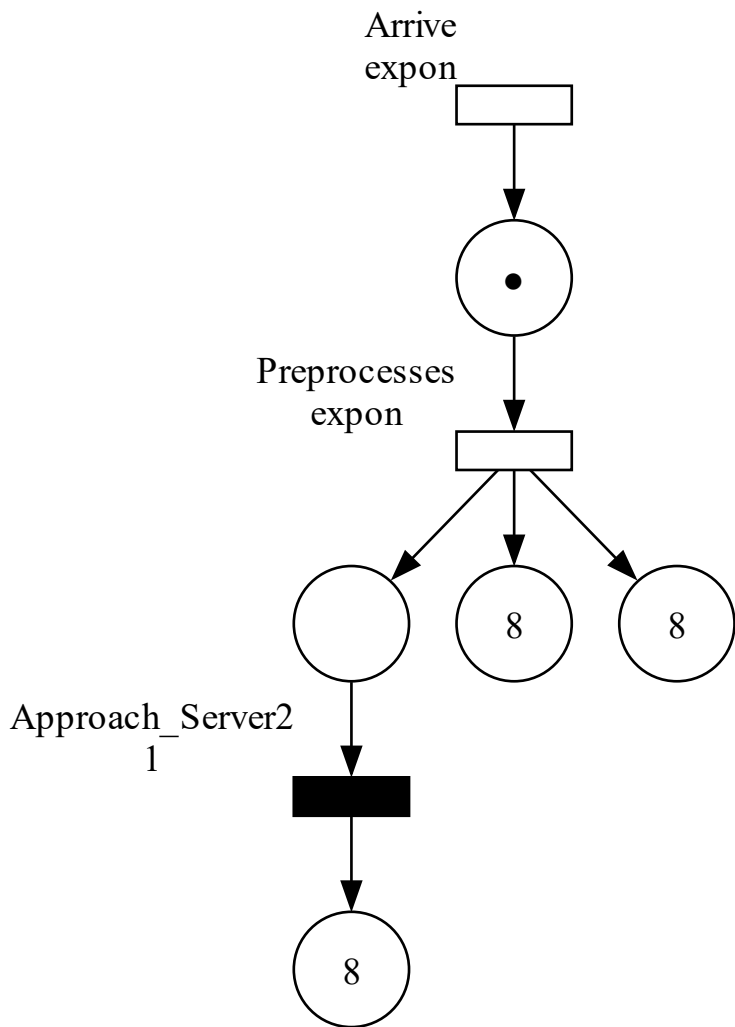 Arrive
expon
Preprocesses
expon
8
8
Approach_Server2
1
8